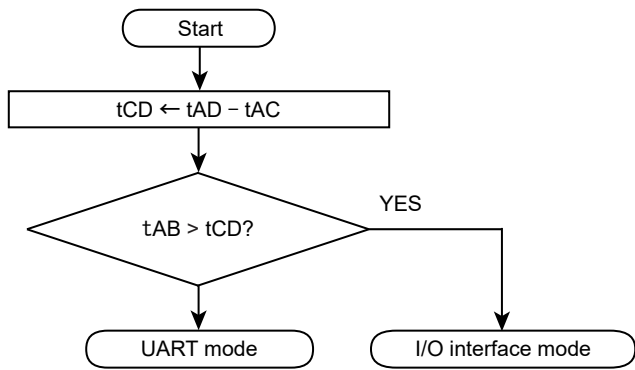 Start
tCD ← tAD − tAC
tAB > tCD?
YES
UART mode
I/O interface mode